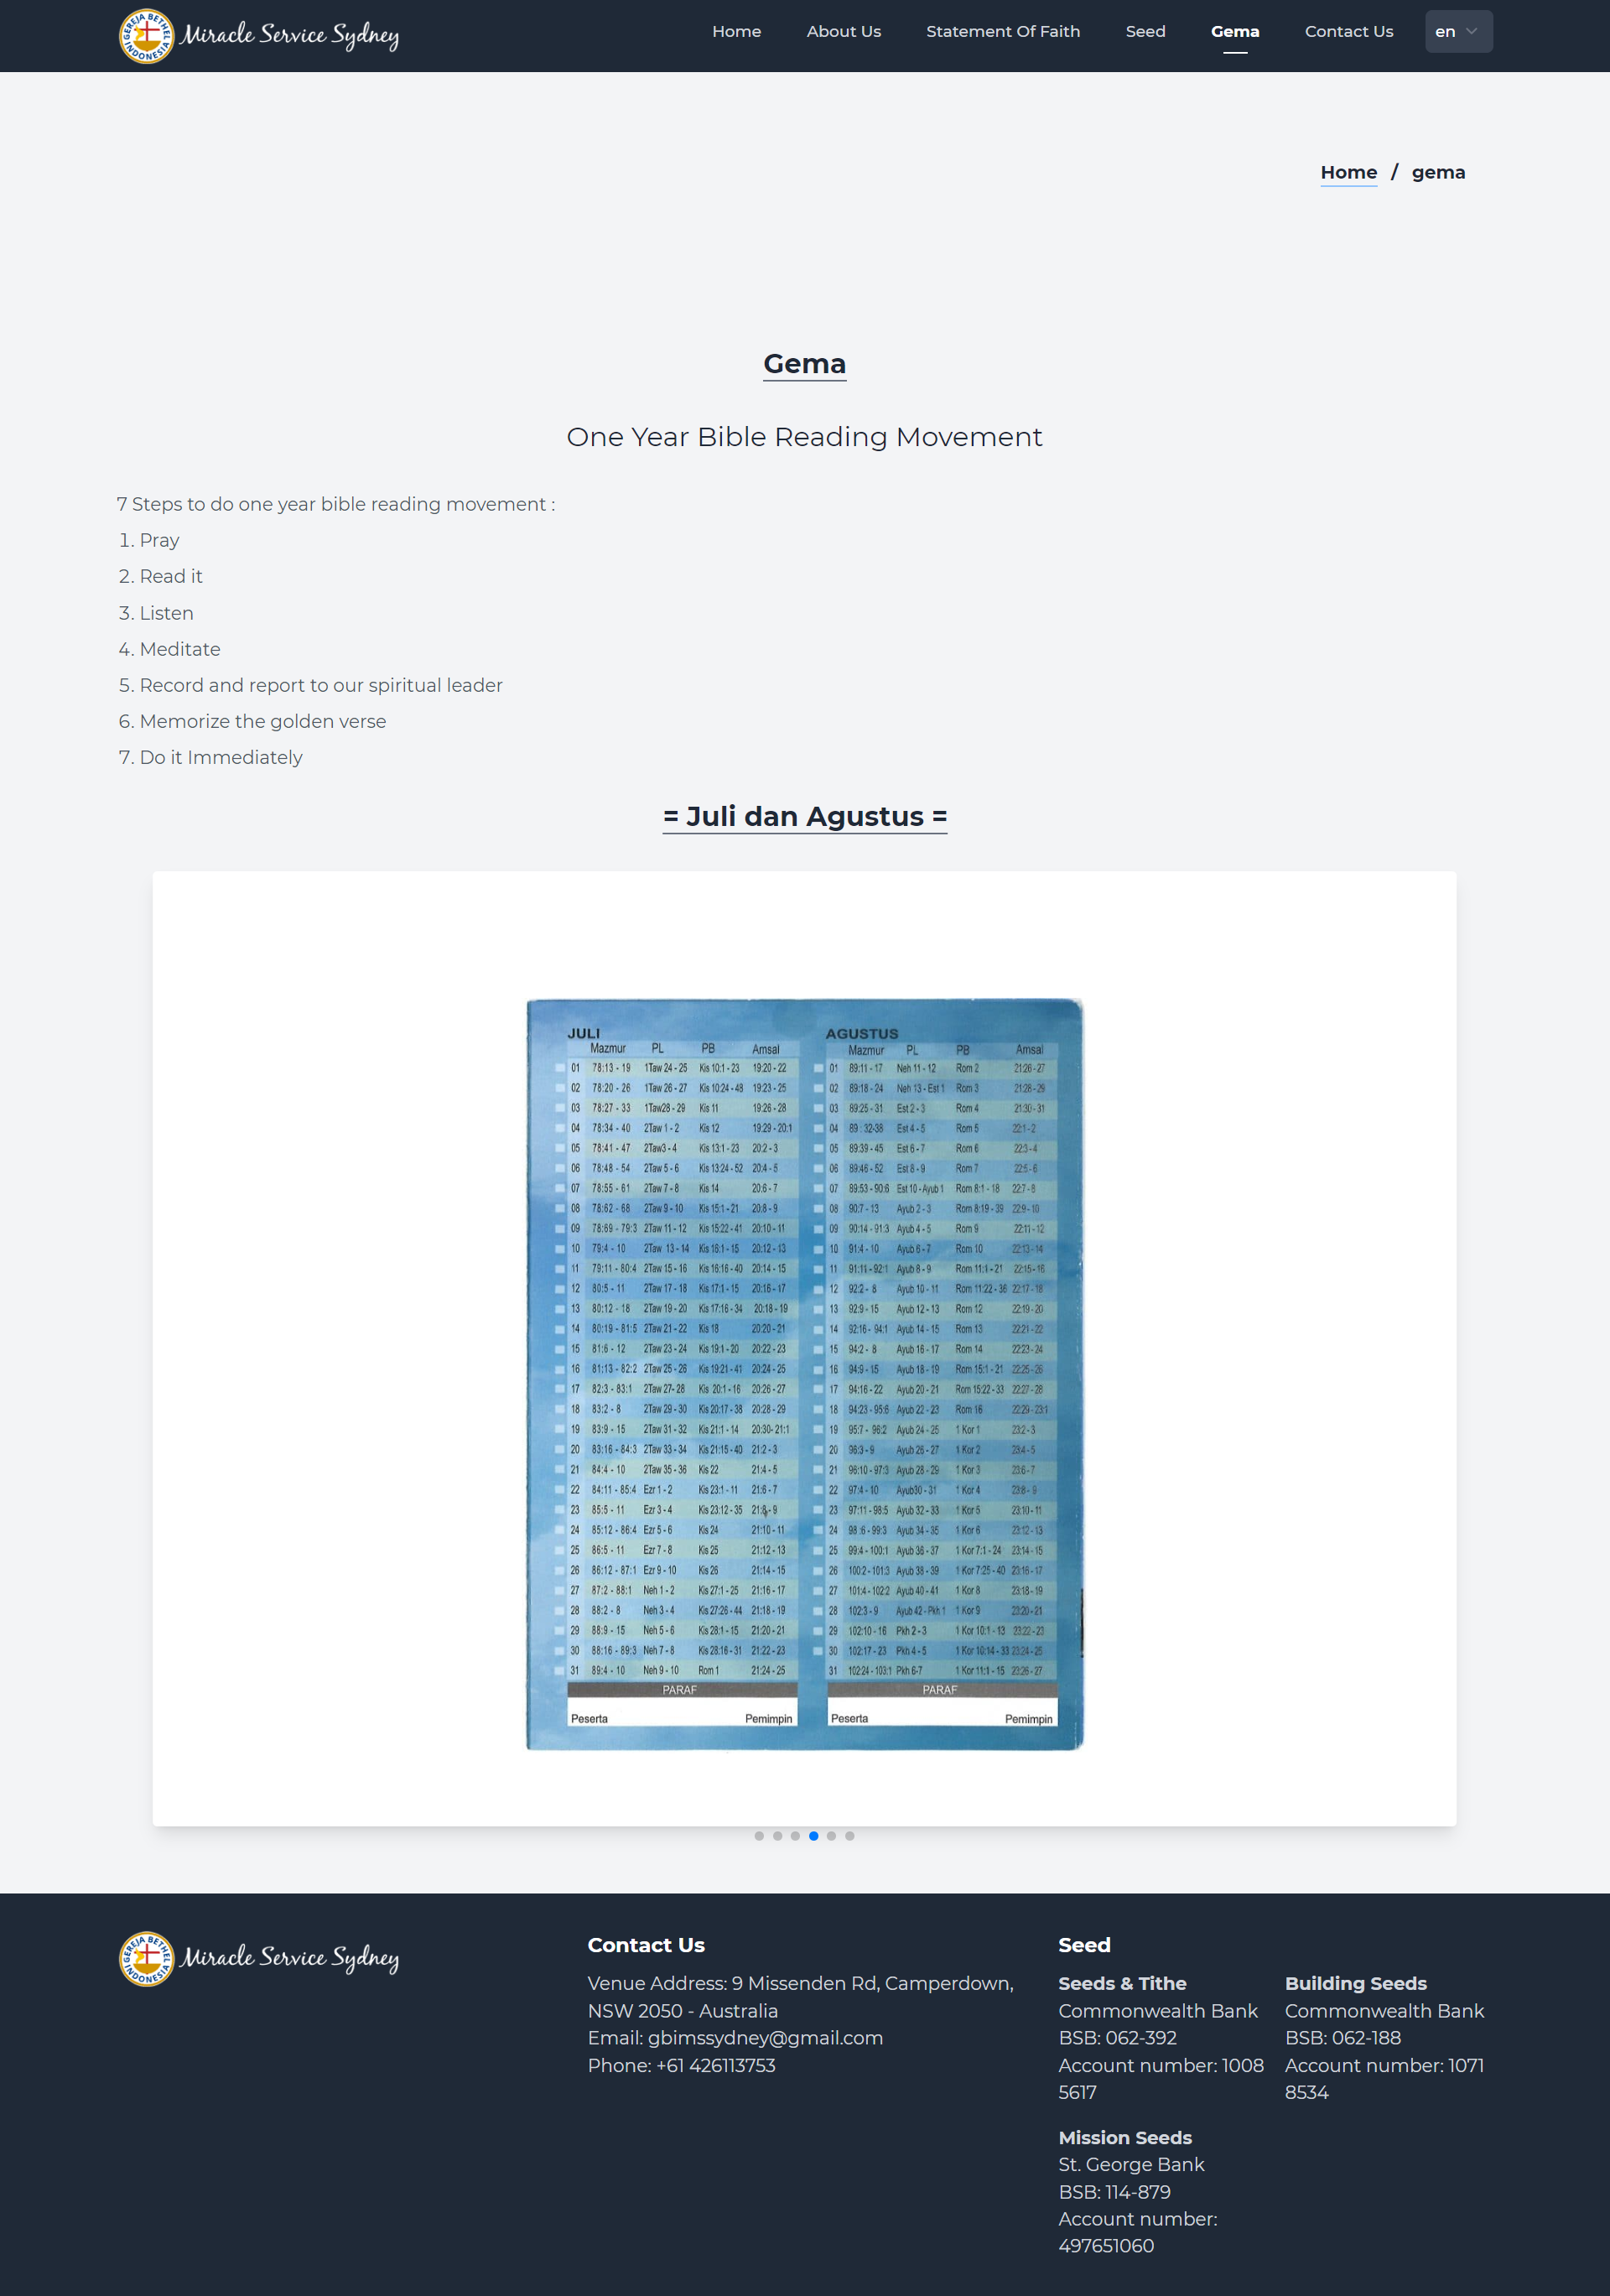 GEREJA BETHEL INDONESIA
Miracle Service Sydney
Home
About Us
Statement Of Faith
Seed
Gema
Contact Us
en
Home / gema
Gema
One Year Bible Reading Movement
7 Steps to do one year bible reading movement :
1. Pray
2. Read it
3. Listen
4. Meditate
5. Record and report to our spiritual leader
6. Memorize the golden verse
7. Do it Immediately
= Juli dan Agustus =
JULI
Mazmur PL PB Amsal
01 78:13 - 19 1Taw 24 - 25 Kis 10:1 - 23 19:20 - 22
02 78:20 - 26 1Taw 26 - 27 Kis 10:24 - 48 19:23 - 25
03 78:27 - 33 1Taw28 - 29 Kis 11 19:26 - 28
04 78:34 - 40 2Taw 1 - 2 Kis 12 19:29 - 20:1
05 78:41 - 47 2Taw3 - 4 Kis 13:1 - 23 20:2 - 3
06 78:48 - 54 2Taw 5 - 6 Kis 13:24 - 52 20:4 - 5
07 78:55 - 61 2Taw 7 - 8 Kis 14 20:6 - 7
08 78:62 - 68 2Taw 9 - 10 Kis 15:1 - 21 20:8 - 9
09 78:69 - 79:3 2Taw 11 - 12 Kis 15:22 - 41 20:10 - 11
10 79:4 - 10 2Taw 13 - 14 Kis 16:1 - 15 20:12 - 13
11 79:11 - 80:4 2Taw 15 - 16 Kis 16:16 - 40 20:14 - 15
12 80:5 - 11 2Taw 17 - 18 Kis 17:1 - 15 20:16 - 17
13 80:12 - 18 2Taw 19 - 20 Kis 17:16 - 34 20:18 - 19
14 80:19 - 81:5 2Taw 21 - 22 Kis 18 20:20 - 21
15 81:6 - 12 2Taw 23 - 24 Kis 19:1 - 20 20:22 - 23
16 81:13 - 82:2 2Taw 25 - 26 Kis 19:21 - 41 20:24 - 25
17 82:3 - 83:1 2Taw 27- 28 Kis 20:1 - 16 20:26 - 27
18 83:2 - 8 2Taw 29 - 30 Kis 20:17 - 38 20:28 - 29
19 83:9 - 15 2Taw 31 - 32 Kis 21:1 - 14 20:30- 21:1
20 83:16 - 84:3 2Taw 33 - 34 Kis 21:15 - 40 21:2 - 3
21 84:4 - 10 2Taw 35 - 36 Kis 22 21:4 - 5
22 84:11 - 85:4 Ezr 1 - 2 Kis 23:1 - 11 21:6 - 7
23 85:5 - 11 Ezr 3 - 4 Kis 23:12 - 35 21:8 - 9
24 85:12 - 86:4 Ezr 5 - 6 Kis 24 21:10 - 11
25 86:5 - 11 Ezr 7 - 8 Kis 25 21:12 - 13
26 86:12 - 87:1 Ezr 9 - 10 Kis 26 21:14 - 15
27 87:2 - 88:1 Neh 1 - 2 Kis 27:1 - 25 21:16 - 17
28 88:2 - 8 Neh 3 - 4 Kis 27:26 - 44 21:18 - 19
29 88:9 - 15 Neh 5 - 6 Kis 28:1 - 15 21:20 - 21
30 88:16 - 89:3 Neh 7 - 8 Kis 28:16 - 31 21:22 - 23
31 89:4 - 10 Neh 9 - 10 Rom 1 21:24 - 25
PARAF
Peserta Pemimpin
AGUSTUS
Mazmur PL PB Amsal
01 89:11 - 17 Neh 11 - 12 Rom 2 21:26 - 27
02 89:18 - 24 Neh 13 - Est 1 Rom 3 21:28 - 29
03 89:25 - 31 Est 2 - 3 Rom 4 21:30 - 31
04 89 : 32-38 Est 4 - 5 Rom 5 22:1 - 2
05 89:39 - 45 Est 6 - 7 Rom 6 22:3 - 4
06 89:46 - 52 Est 8 - 9 Rom 7 22:5 - 6
07 89:53 - 90:6 Est 10 - Ayub 1 Rom 8:1 - 18 22:7 - 8
08 90:7 - 13 Ayub 2 - 3 Rom 8:19 - 39 22:9 - 10
09 90:14 - 91:3 Ayub 4 - 5 Rom 9 22:11 - 12
10 91:4 - 10 Ayub 6 - 7 Rom 10 22:13 - 14
11 91:11 - 92:1 Ayub 8 - 9 Rom 11:1 - 21 22:15 - 16
12 92:2 - 8 Ayub 10 - 11 Rom 11:22 - 36 22:17 - 18
13 92:9 - 15 Ayub 12 - 13 Rom 12 22:19 - 20
14 92:16 - 94:1 Ayub 14 - 15 Rom 13 22:21 - 22
15 94:2 - 8 Ayub 16 - 17 Rom 14 22:23 - 24
16 94:9 - 15 Ayub 18 - 19 Rom 15:1 - 21 22:25 - 26
17 94:16 - 22 Ayub 20 - 21 Rom 15:22 - 33 22:27 - 28
18 94:23 - 95:6 Ayub 22 - 23 Rom 16 22:29 - 23:1
19 95:7 - 96:2 Ayub 24 - 25 1 Kor 1 23:2 - 3
20 96:3 - 9 Ayub 26 - 27 1 Kor 2 23:4 - 5
21 96:10 - 97:3 Ayub 28 - 29 1 Kor 3 23:6 - 7
22 97:4 - 10 Ayub30 - 31 1 Kor 4 23:8 - 9
23 97:11 - 98:5 Ayub 32 - 33 1 Kor 5 23:10 - 11
24 98 :6 - 99:3 Ayub 34 - 35 1 Kor 6 23:12 - 13
25 99:4 - 100:1 Ayub 36 - 37 1 Kor 7:1 - 24 23:14 - 15
26 100:2 - 101:3 Ayub 38 - 39 1 Kor 7:25 - 40 23:16 - 17
27 101:4 - 102:2 Ayub 40 - 41 1 Kor 8 23:18 - 19
28 102:3 - 9 Ayub 42 - Pkh 1 1 Kor 9 23:20 - 21
29 102:10 - 16 Pkh 2 - 3 1 Kor 10:1 - 13 23:22 - 23
30 102:17 - 23 Pkh 4 - 5 1 Kor 10:14 - 33 23:24 - 25
31 102:24 - 103:1 Pkh 6-7 1 Kor 11:1 - 15 23:26 - 27
PARAF
Peserta Pemimpin
GEREJA BETHEL INDONESIA
Miracle Service Sydney
Contact Us
Venue Address: 9 Missenden Rd, Camperdown,
NSW 2050 - Australia
Email: gbimssydney@gmail.com
Phone: +61 426113753
Seed
Seeds & Tithe
Commonwealth Bank
BSB: 062-392
Account number: 1008
5617
Building Seeds
Commonwealth Bank
BSB: 062-188
Account number: 1071
8534
Mission Seeds
St. George Bank
BSB: 114-879
Account number:
497651060